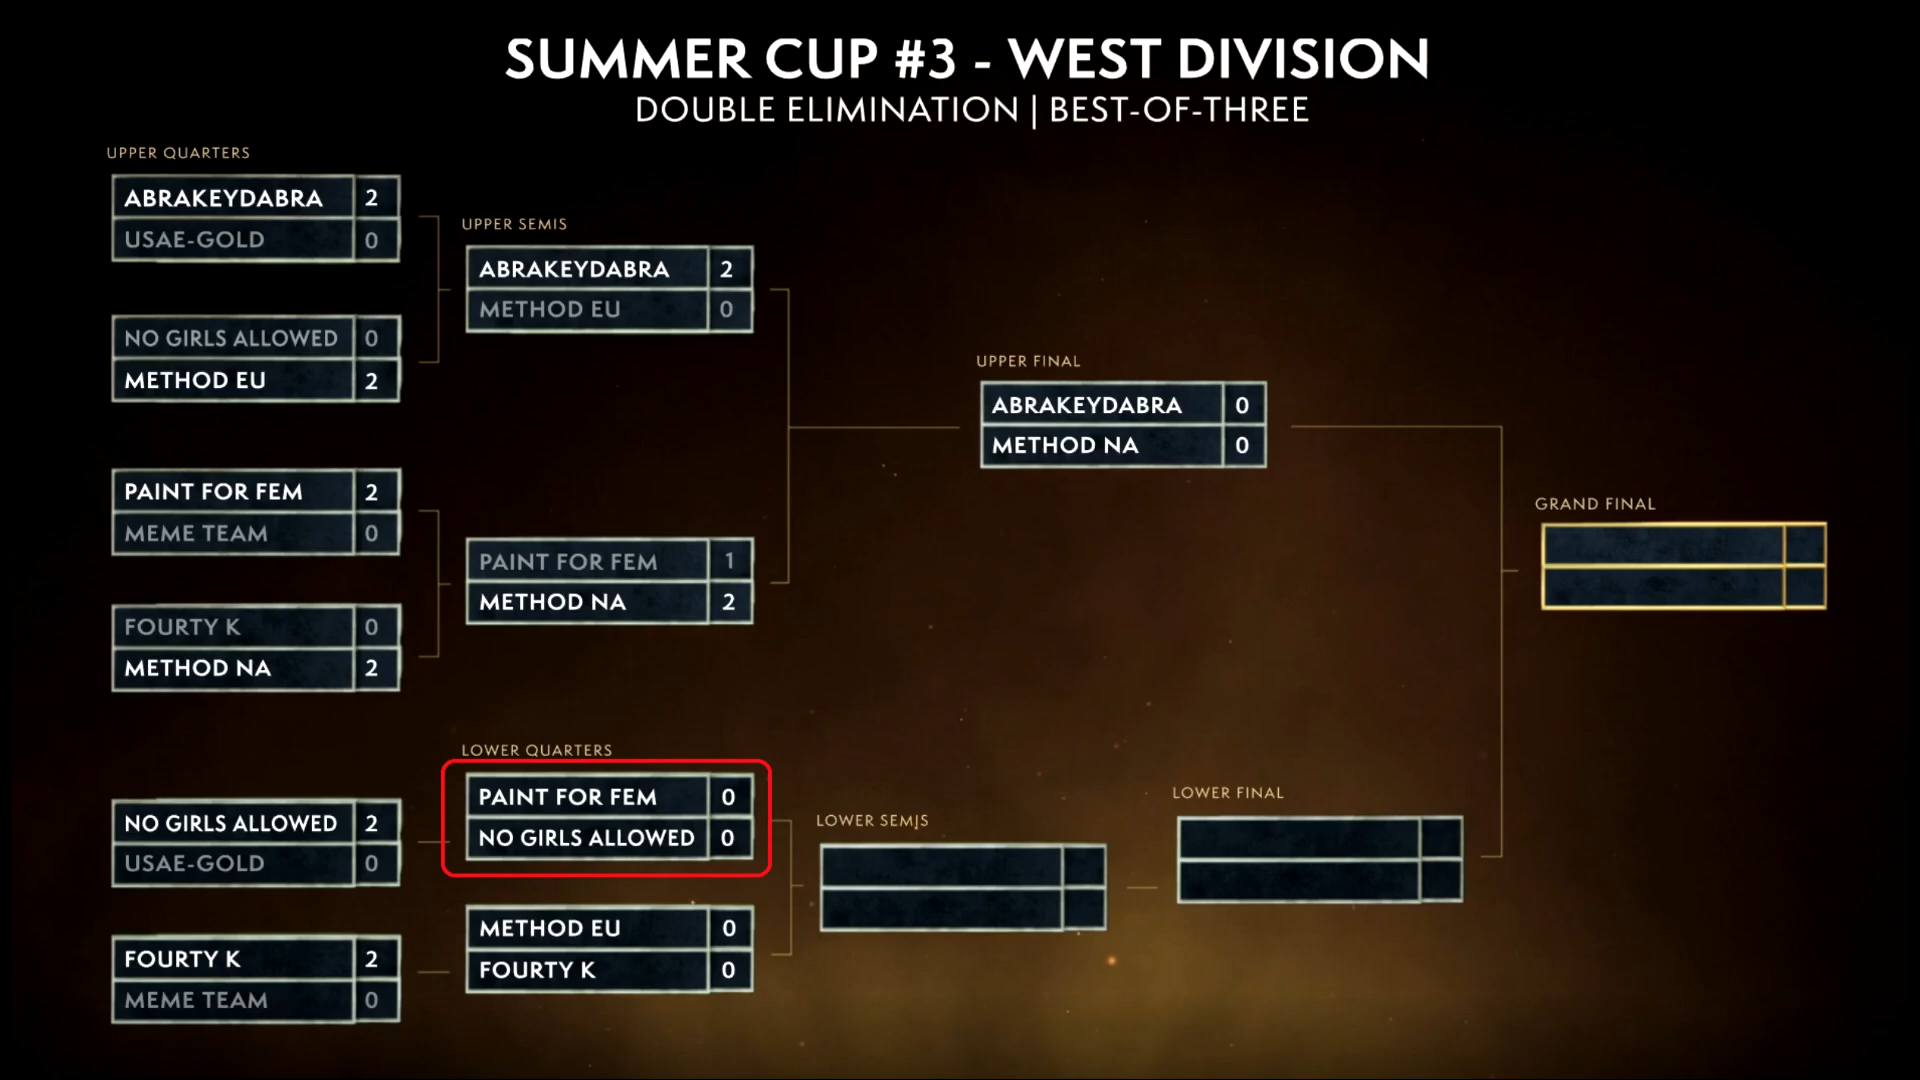 SUMMER CUP #3 - WEST DIVISION
DOUBLE ELIMINATION | BEST-OF-THREE
UPPER QUARTERS
ABRAKEYDABRA 2
USAE-GOLD 0
NO GIRLS ALLOWED 0
METHOD EU 2
PAINT FOR FEM 2
MEME TEAM 0
FOURTY K 0
METHOD NA 2
UPPER SEMIS
ABRAKEYDABRA 2
METHOD EU 0
PAINT FOR FEM 1
METHOD NA 2
UPPER FINAL
ABRAKEYDABRA 0
METHOD NA 0
GRAND FINAL
NO GIRLS ALLOWED 2
USAE-GOLD 0
FOURTY K 2
MEME TEAM 0
LOWER QUARTERS
PAINT FOR FEM 0
NO GIRLS ALLOWED 0
METHOD EU 0
FOURTY K 0
LOWER SEMIS
LOWER FINAL